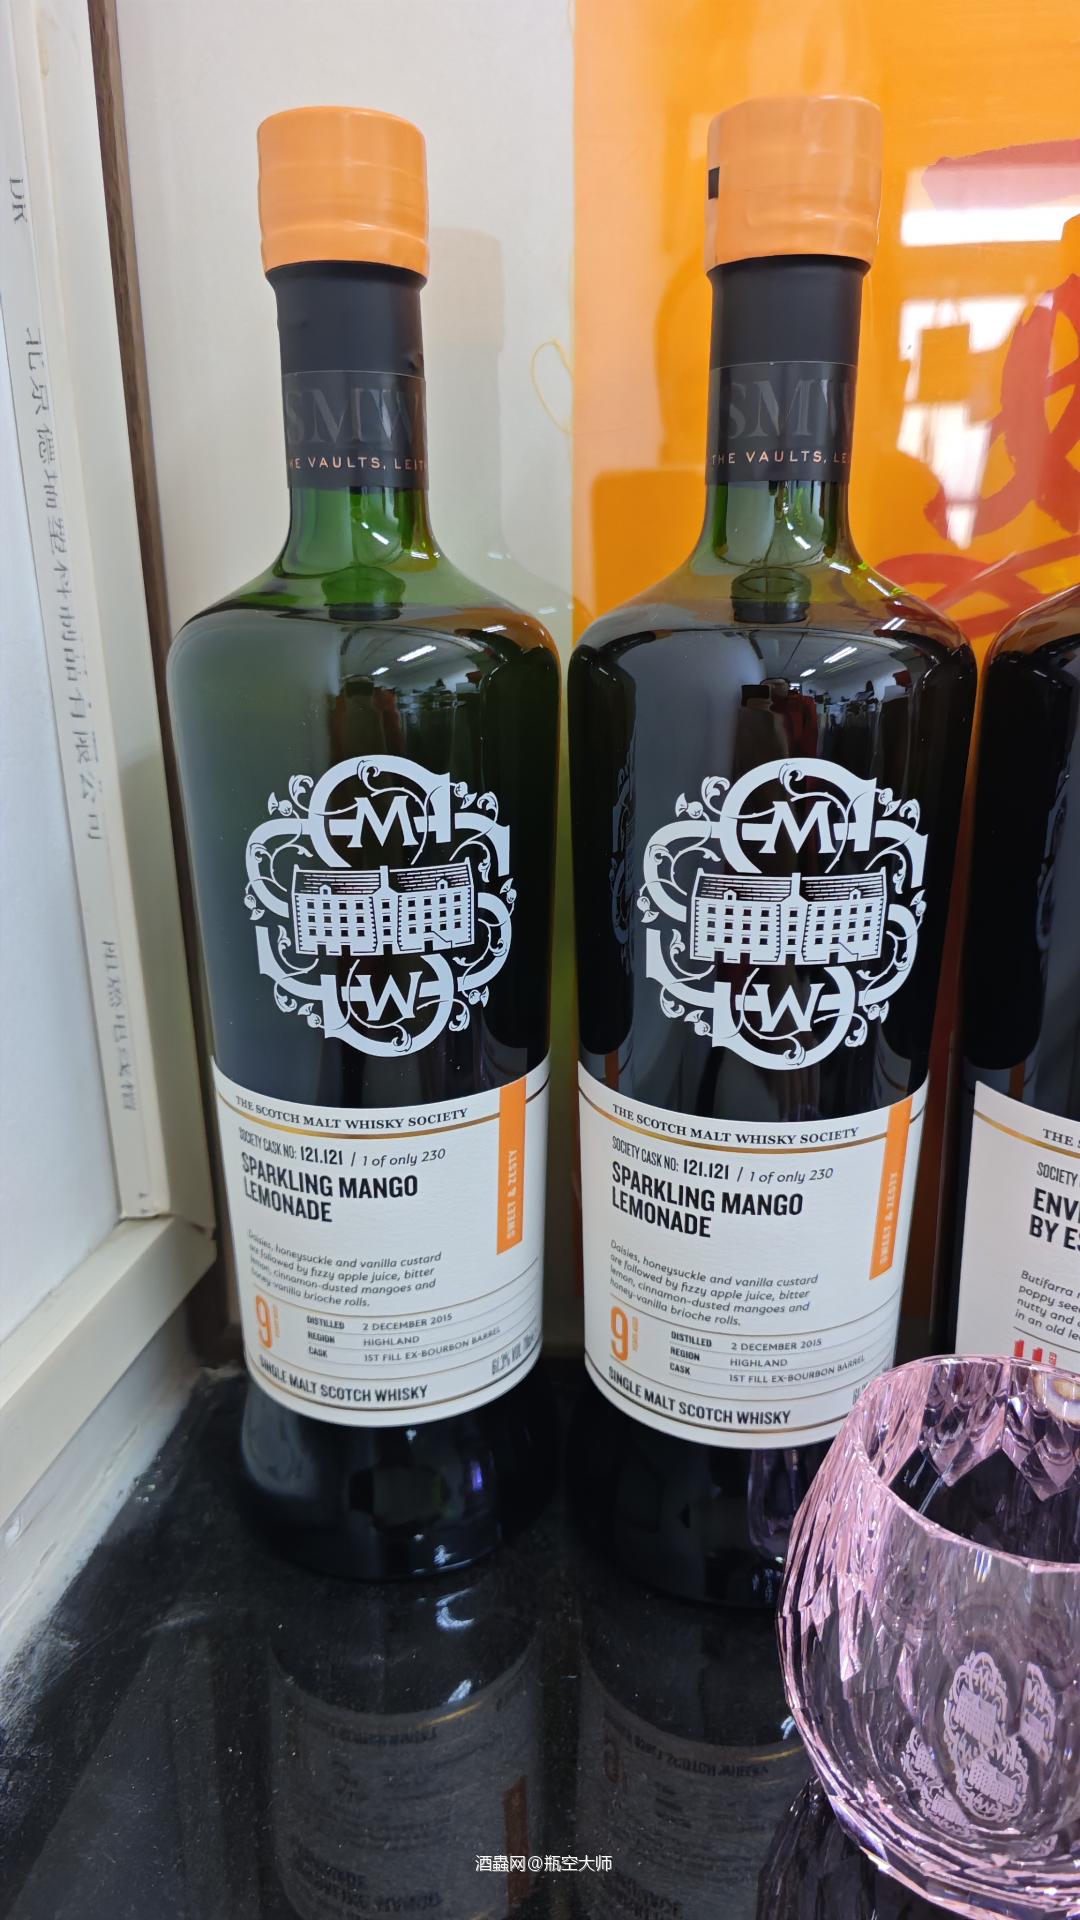 UK
北京德瑞塑料制品有限公司
SMW
THE VAULTS, LEIT
SMW
THE VAULTS, LEI
THE SCOTCH MALT WHISKY SOCIETY
SOCIETY CASK NO: 121.121 / 1 of only 230
SPARKLING MANGO
LEMONADE
SWEET & ZESTY
Daisies, honeysuckle and vanilla custard
are followed by fizzy apple juice, bitter
lemon, cinnamon-dusted mangoes and
honey-vanilla brioche rolls.
9
DISTILLED 2 DECEMBER 2015
REGION HIGHLAND
CASK 1ST FILL EX-BOURBON BARREL
SINGLE MALT SCOTCH WHISKY
THE SCOTCH MALT WHISKY SOCIETY
SOCIETY CASK NO: 121.121 / 1 of only 230
SPARKLING MANGO
LEMONADE
SWEET & ZESTY
Daisies, honeysuckle and vanilla custard
are followed by fizzy apple juice, bitter
lemon, cinnamon-dusted mangoes and
honey-vanilla brioche rolls.
9
DISTILLED 2 DECEMBER 2015
REGION HIGHLAND
CASK 1ST FILL EX-BOURBON BARREL
SINGLE MALT SCOTCH WHISKY
THE
SOCIETY
ENV
BY ES
Butifarra
poppy see
nutty and
in an old le
酒蟲网@瓶空大师